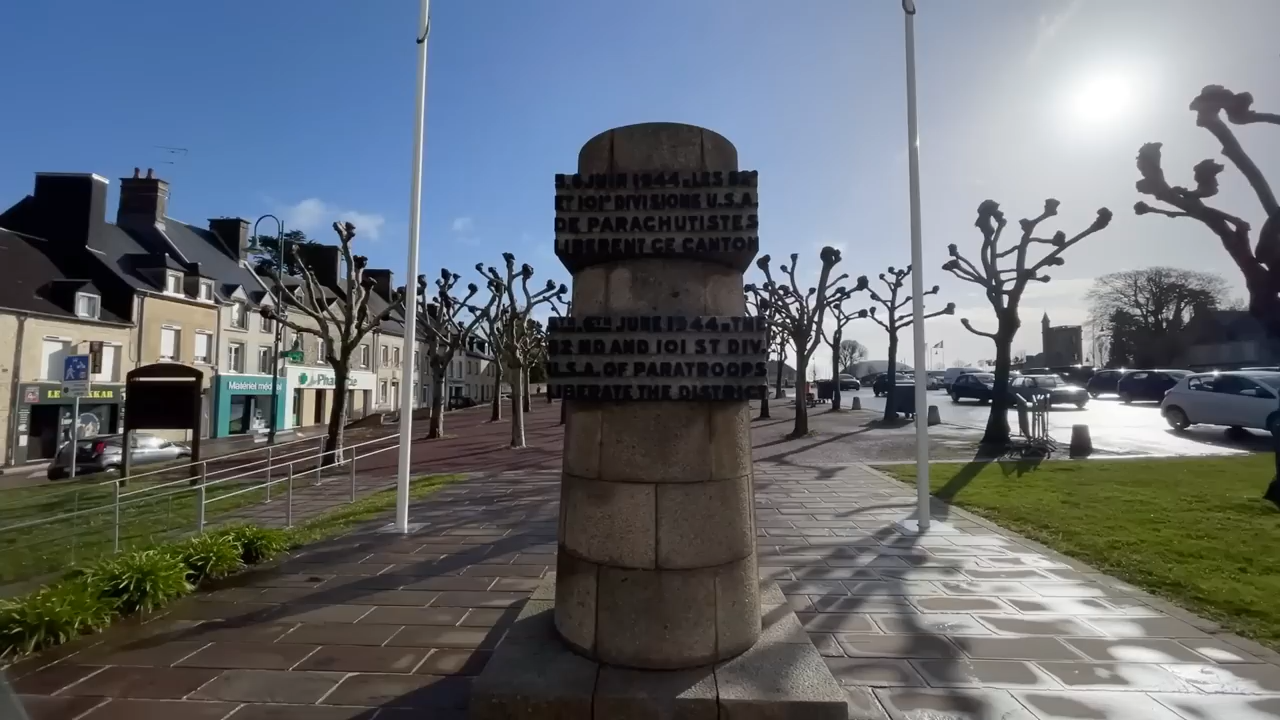 6 JUIN 1944 LES
ET 101E DIVISIONS U.S.A.
DE PARACHUTISTES
LIBERENT CE CANTON
6TH JUNE 1944 THE
82 ND AND 101 ST DIV.
U.S.A. OF PARATROOPS
LIBERATE THE DISTRICT
Matériel médical
Pharmacie